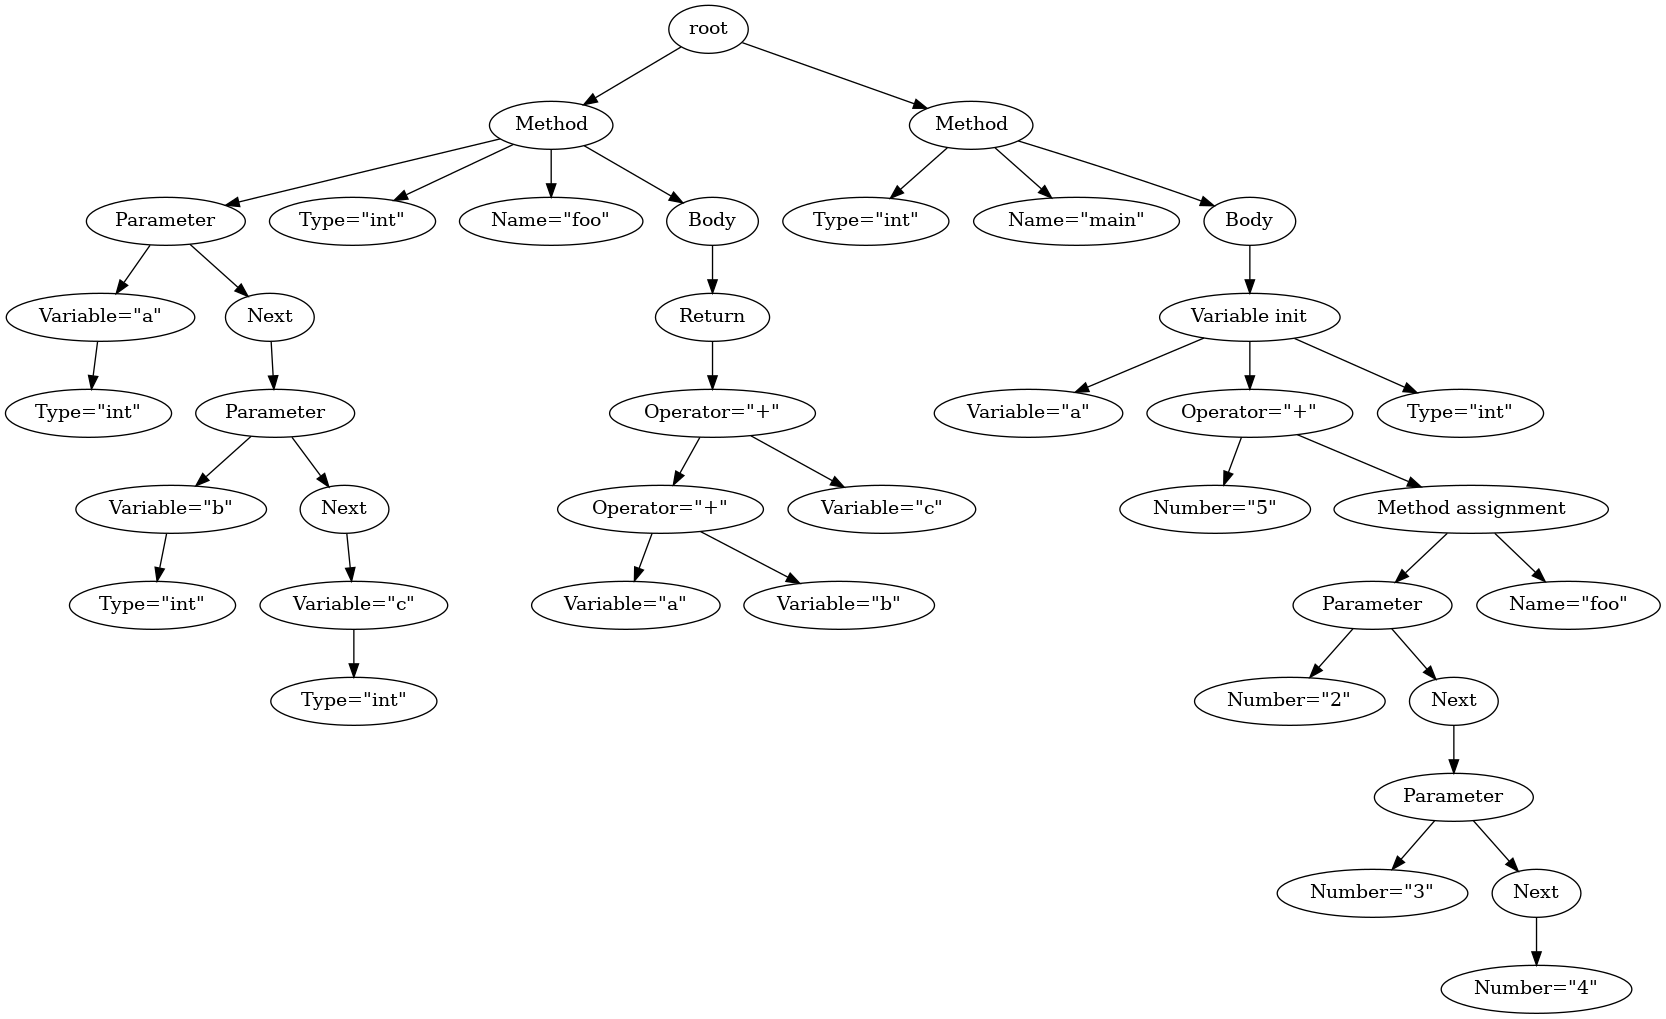 root
Method
Method
Parameter
Type="int"
Name="foo"
Body
Type="int"
Name="main"
Body
Variable="a"
Next
Return
Variable init
Type="int"
Parameter
Operator="+"
Variable="a"
Operator="+"
Type="int"
Variable="b"
Next
Operator="+"
Variable="c"
Number="5"
Method assignment
Type="int"
Variable="c"
Variable="a"
Variable="b"
Parameter
Name="foo"
Type="int"
Number="2"
Next
Parameter
Number="3"
Next
Number="4"